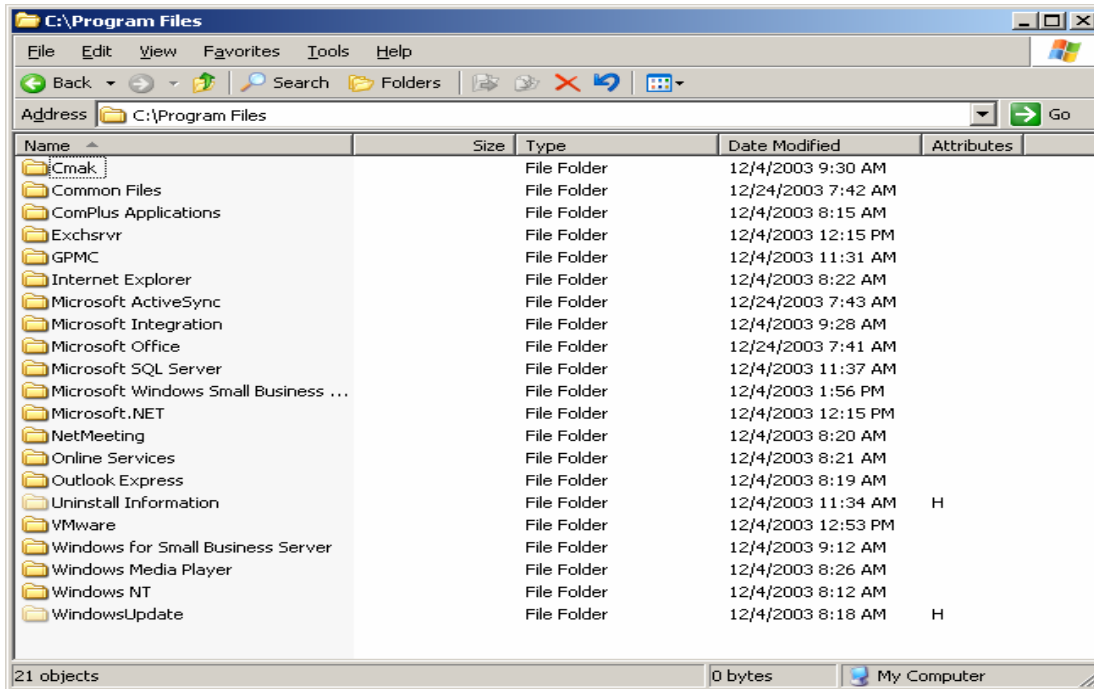 C:\Program Files
File Edit View Favorites Tools Help
Back Search Folders
Address C:\Program Files Go
Name Size Type Date Modified Attributes
Cmak File Folder 12/4/2003 9:30 AM
Common Files File Folder 12/24/2003 7:42 AM
ComPlus Applications File Folder 12/4/2003 8:15 AM
Exchsrvr File Folder 12/4/2003 12:15 PM
GPMC File Folder 12/4/2003 11:31 AM
Internet Explorer File Folder 12/4/2003 8:22 AM
Microsoft ActiveSync File Folder 12/24/2003 7:43 AM
Microsoft Integration File Folder 12/4/2003 9:28 AM
Microsoft Office File Folder 12/24/2003 7:41 AM
Microsoft SQL Server File Folder 12/4/2003 11:37 AM
Microsoft Windows Small Business ... File Folder 12/4/2003 1:56 PM
Microsoft.NET File Folder 12/4/2003 12:15 PM
NetMeeting File Folder 12/4/2003 8:20 AM
Online Services File Folder 12/4/2003 8:21 AM
Outlook Express File Folder 12/4/2003 8:19 AM
Uninstall Information File Folder 12/4/2003 11:34 AM H
VMware File Folder 12/4/2003 12:53 PM
Windows for Small Business Server File Folder 12/4/2003 9:12 AM
Windows Media Player File Folder 12/4/2003 8:26 AM
Windows NT File Folder 12/4/2003 8:12 AM
WindowsUpdate File Folder 12/4/2003 8:18 AM H
21 objects 0 bytes My Computer